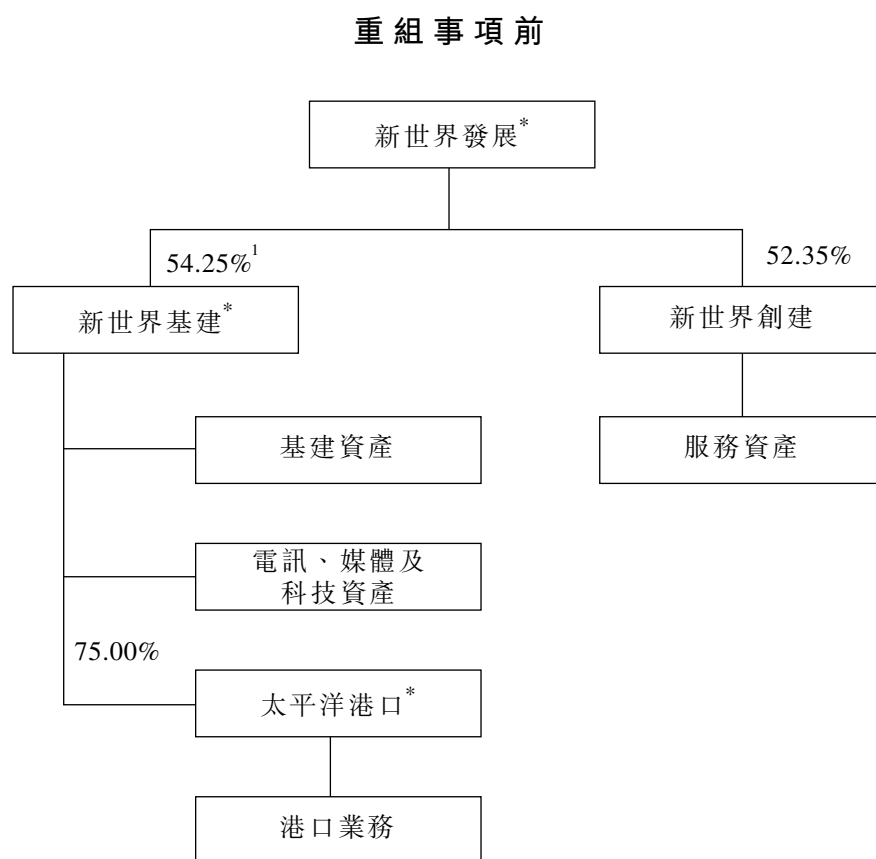 重組事項前
新世界發展*
54.25%1
52.35%
新世界基建*
新世界創建
基建資產
服務資產
電訊、媒體及
科技資產
75.00%
太平洋港口*
港口業務